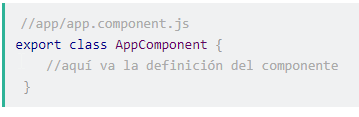 //app/app.component.js
export class AppComponent {
//aquí va la definición del componente
}